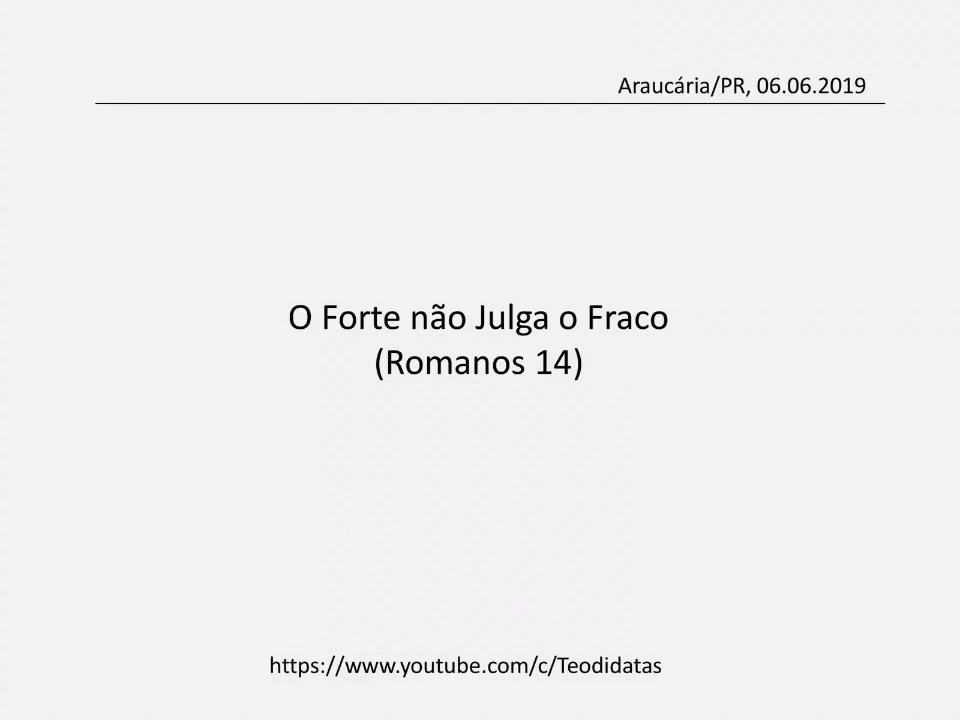 Araucária/PR, 06.06.2019
O Forte não Julga o Fraco
(Romanos 14)
https://www.youtube.com/c/Teodidatas